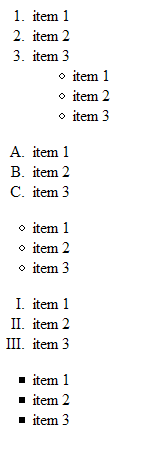 1. item 1
2. item 2
3. item 3
○ item 1
○ item 2
○ item 3
A. item 1
B. item 2
C. item 3
○ item 1
○ item 2
○ item 3
I. item 1
II. item 2
III. item 3
■ item 1
■ item 2
■ item 3